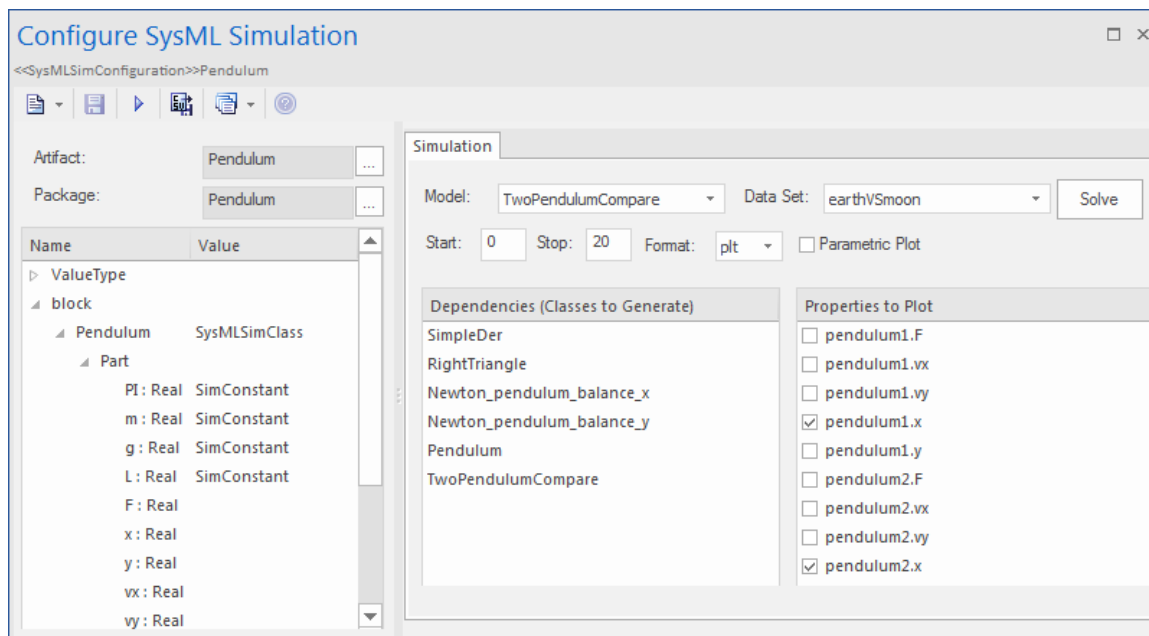 Configure SysML Simulation
<<SysMLSimConfiguration>>Pendulum
Artifact: Pendulum ...
Package: Pendulum ...
Name Value
ValueType
block
Pendulum SysMLSimClass
Part
PI : Real SimConstant
m : Real SimConstant
g : Real SimConstant
L : Real SimConstant
F : Real
x : Real
y : Real
vx : Real
vy : Real
Simulation
Model: TwoPendulumCompare Data Set: earthVSmoon Solve
Start: 0 Stop: 20 Format: plt Parametric Plot
Dependencies (Classes to Generate)
SimpleDer
RightTriangle
Newton_pendulum_balance_x
Newton_pendulum_balance_y
Pendulum
TwoPendulumCompare
Properties to Plot
pendulum1.F
pendulum1.vx
pendulum1.vy
pendulum1.x
pendulum1.y
pendulum2.F
pendulum2.vx
pendulum2.vy
pendulum2.x